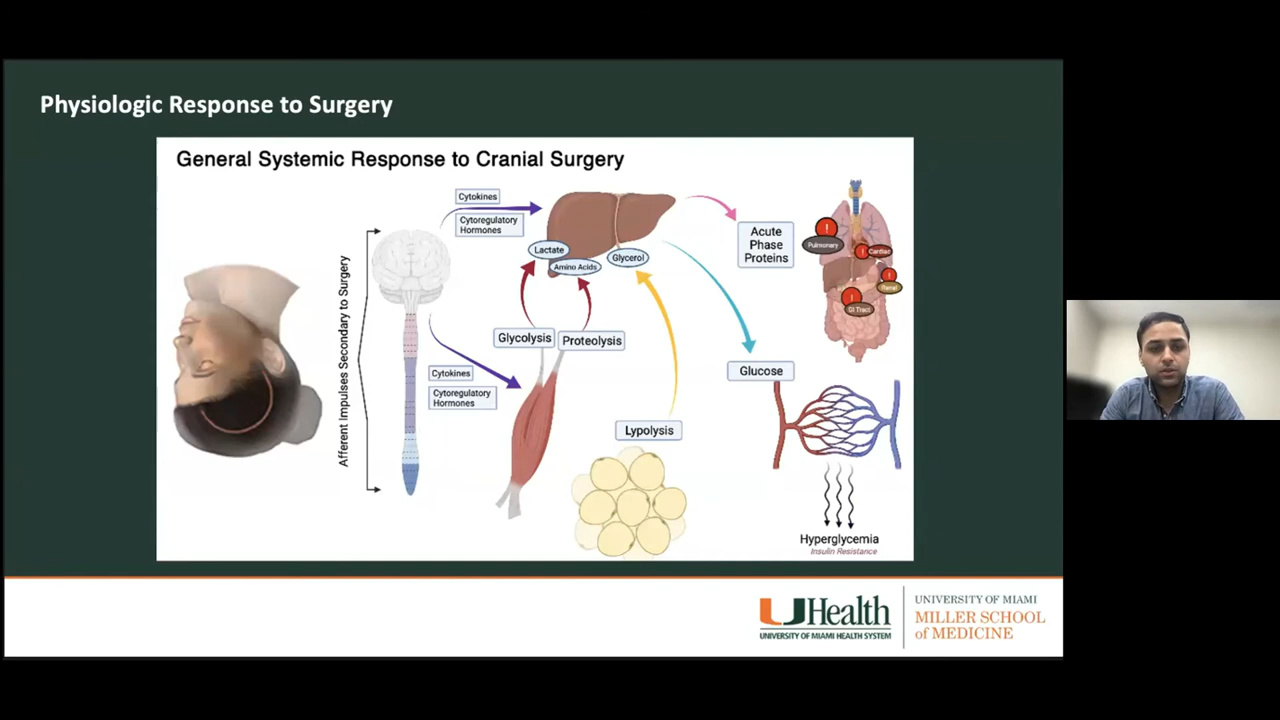 Physiologic Response to Surgery
General Systemic Response to Cranial Surgery
Afferent Impulses Secondary to Surgery
Cytokines
Cytoregulatory
Hormones
Cytokines
Cytoregulatory
Hormones
Lactate
Amino Acids
Glycerol
Glycolysis
Proteolysis
Lypolysis
Acute
Phase
Proteins
Glucose
!
Pulmonary
!
Cardiac
!
Renal
!
GI Tract
Hyperglycemia
Insulin Resistance
UHealth
UNIVERSITY OF MIAMI HEALTH SYSTEM
UNIVERSITY OF MIAMI
MILLER SCHOOL
of MEDICINE